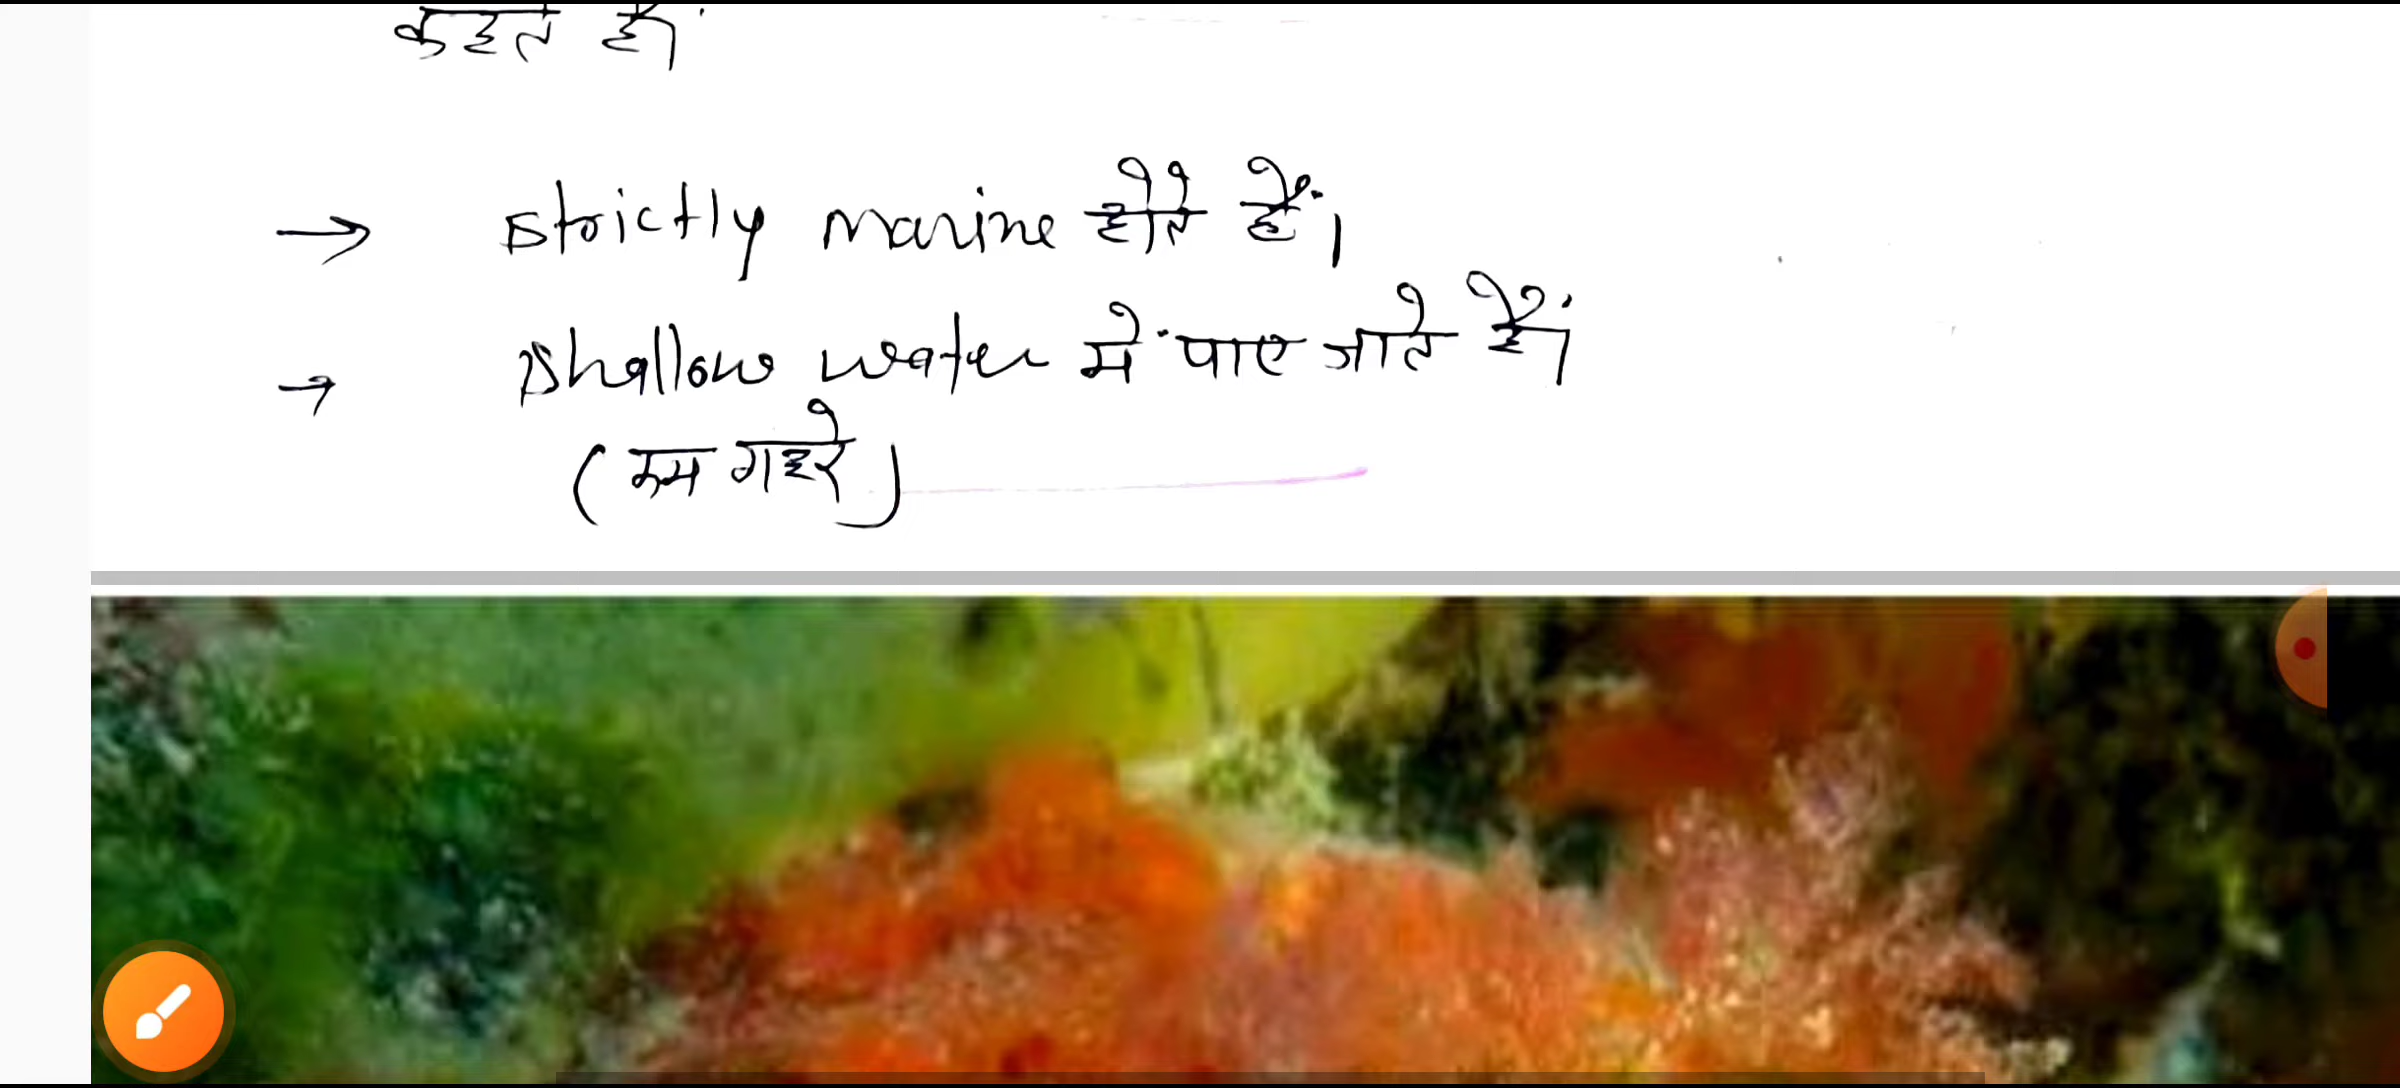 कहते हैं।
→ strictly marine होते हैं।
→ shallow water में पाए जाते हैं।
(कम गहरे)